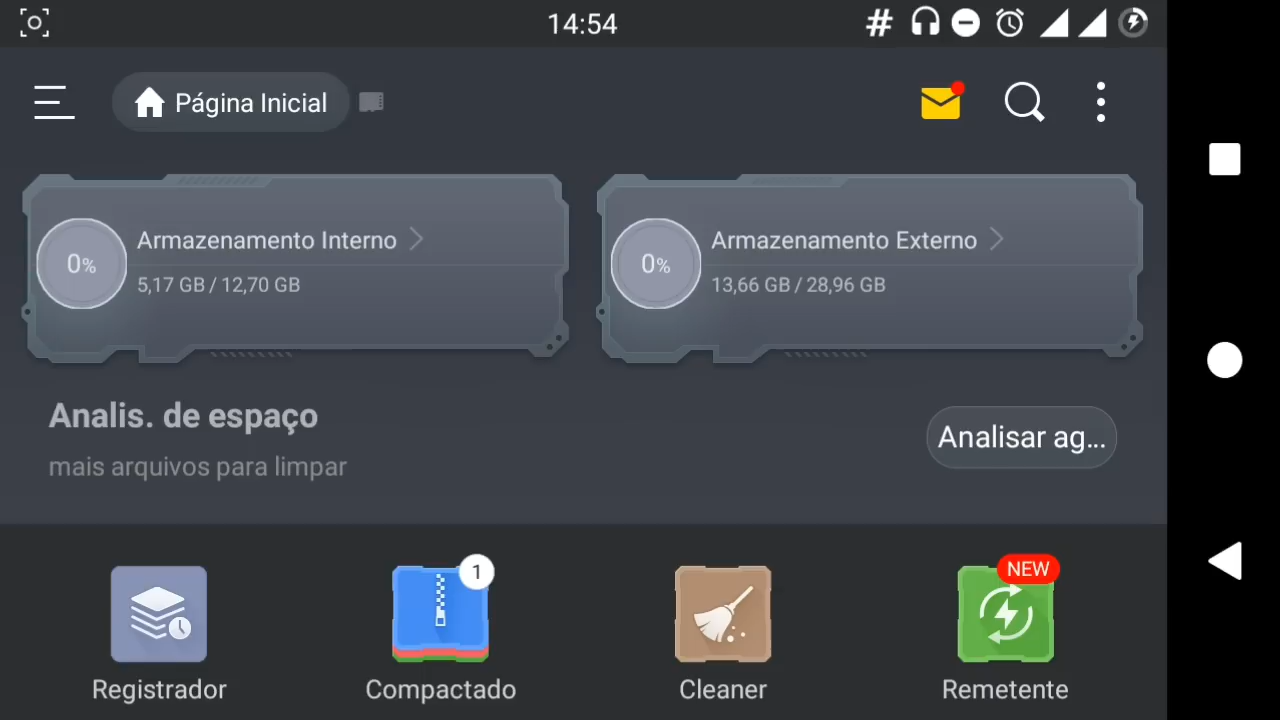 14:54
Página Inicial
Armazenamento Interno
0%
5,17 GB / 12,70 GB
Armazenamento Externo
0%
13,66 GB / 28,96 GB
Analis. de espaço
mais arquivos para limpar
Analisar ag...
1
NEW
Registrador
Compactado
Cleaner
Remetente